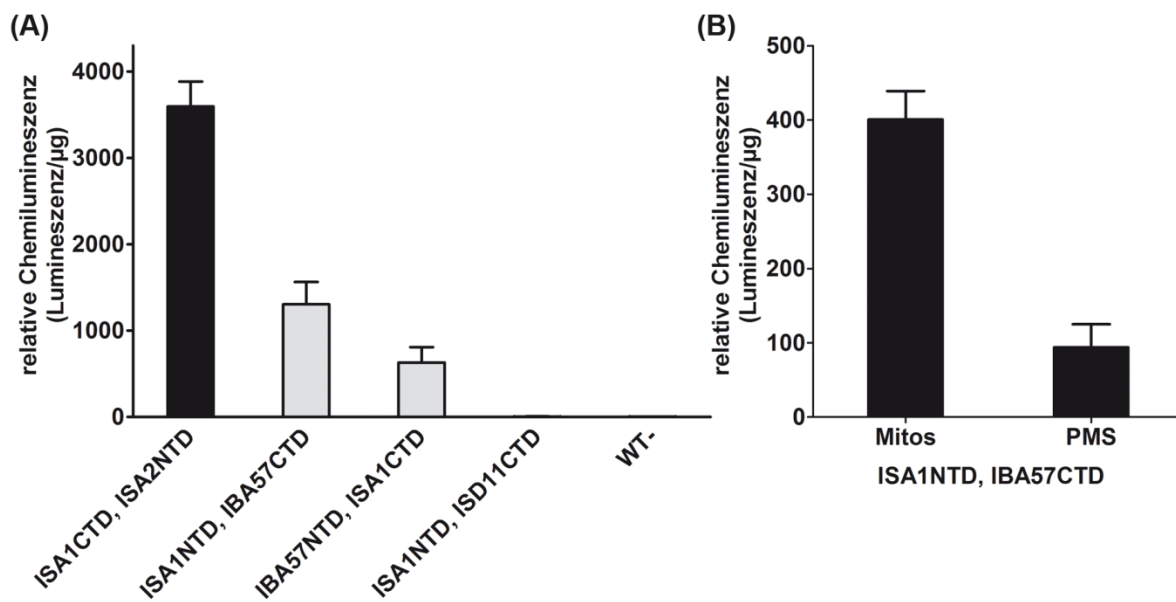 (A)
relative Chemilumineszenz
(Lumineszenz/µg)
4000
3000
2000
1000
0
ISA1CTD, ISA2NTD
ISA1NTD, IBA57CTD
IBA57NTD, ISA1CTD
ISA1NTD, ISD11CTD
WT-
(B)
relative Chemilumineszenz
(Lumineszenz/µg)
500
400
300
200
100
0
Mitos
PMS
ISA1NTD, IBA57CTD